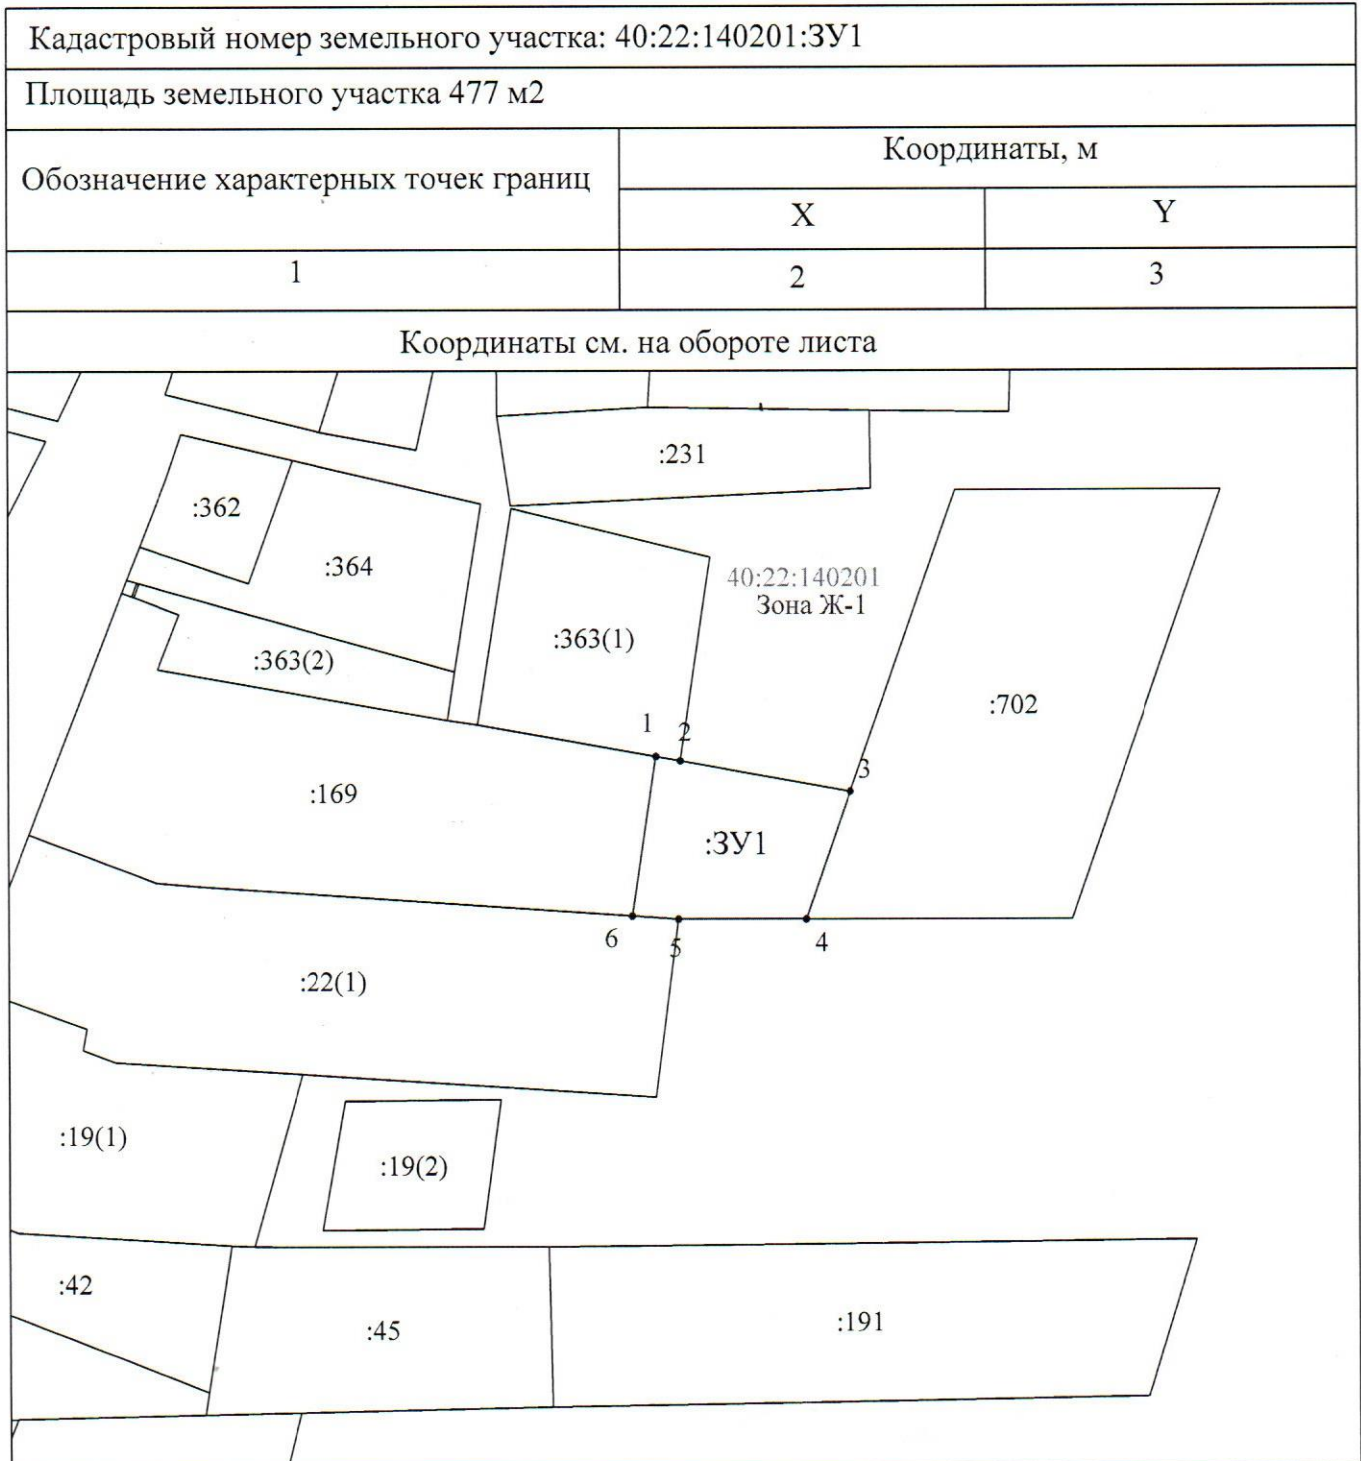 Кадастровый номер земельного участка: 40:22:140201:ЗУ1
Площадь земельного участка 477 м2
Обозначение характерных точек границ
Координаты, м
X
Y
1
2
3
Координаты см. на обороте листа
:231
:362
:364
40:22:140201
Зона Ж-1
:363(1)
:363(2)
:702
1
2
3
:169
:ЗУ1
6
5
4
:22(1)
:19(1)
:19(2)
:42
:45
:191